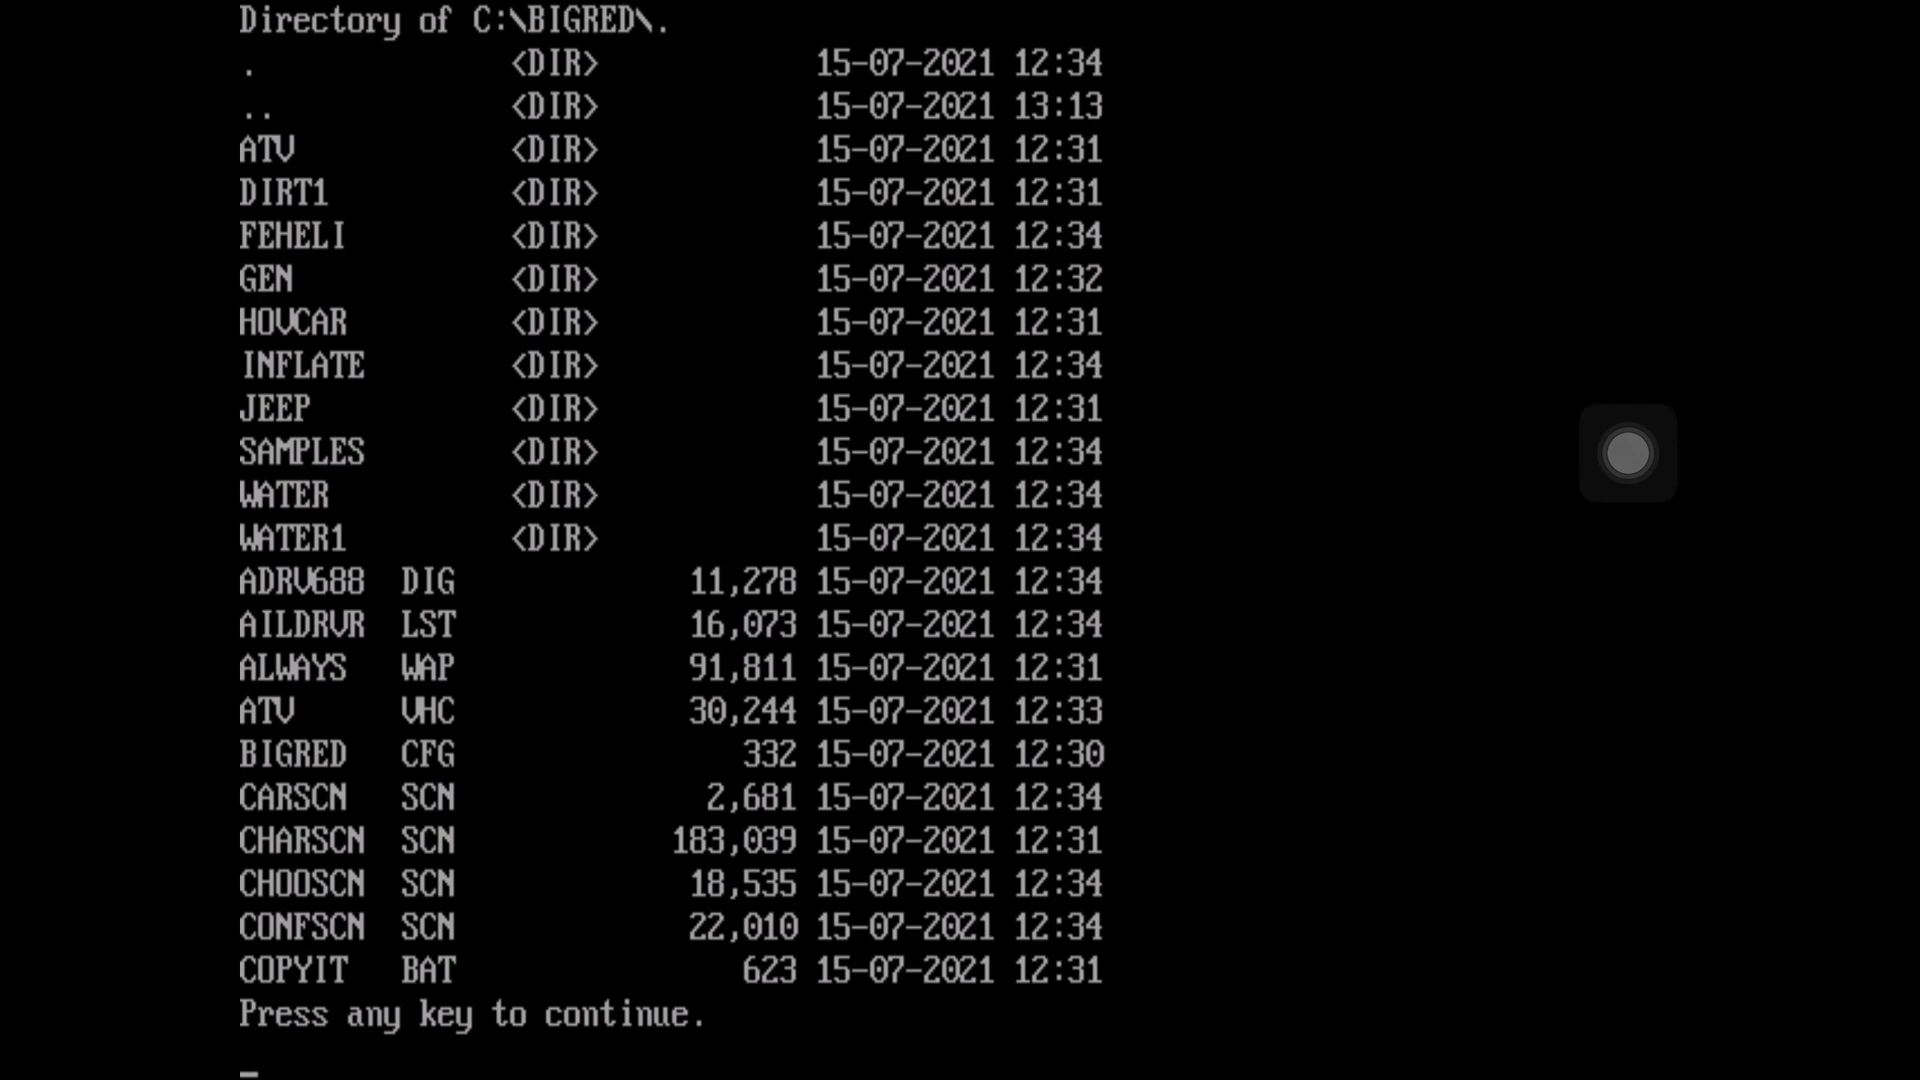 Directory of C:\BIGRED\.
. <DIR> 15-07-2021 12:34
.. <DIR> 15-07-2021 13:13
ATV <DIR> 15-07-2021 12:31
DIRT1 <DIR> 15-07-2021 12:31
FEHELI <DIR> 15-07-2021 12:34
GEN <DIR> 15-07-2021 12:32
HOVCAR <DIR> 15-07-2021 12:31
INFLATE <DIR> 15-07-2021 12:34
JEEP <DIR> 15-07-2021 12:31
SAMPLES <DIR> 15-07-2021 12:34
WATER <DIR> 15-07-2021 12:34
WATER1 <DIR> 15-07-2021 12:34
ADRV688 DIG 11,278 15-07-2021 12:34
AILDRVR LST 16,073 15-07-2021 12:34
ALWAYS WAP 91,811 15-07-2021 12:31
ATV VHC 30,244 15-07-2021 12:33
BIGRED CFG 332 15-07-2021 12:30
CARSCN SCN 2,681 15-07-2021 12:34
CHARSCN SCN 183,039 15-07-2021 12:31
CHOOSCN SCN 18,535 15-07-2021 12:34
CONFSCN SCN 22,010 15-07-2021 12:34
COPYIT BAT 623 15-07-2021 12:31
Press any key to continue.